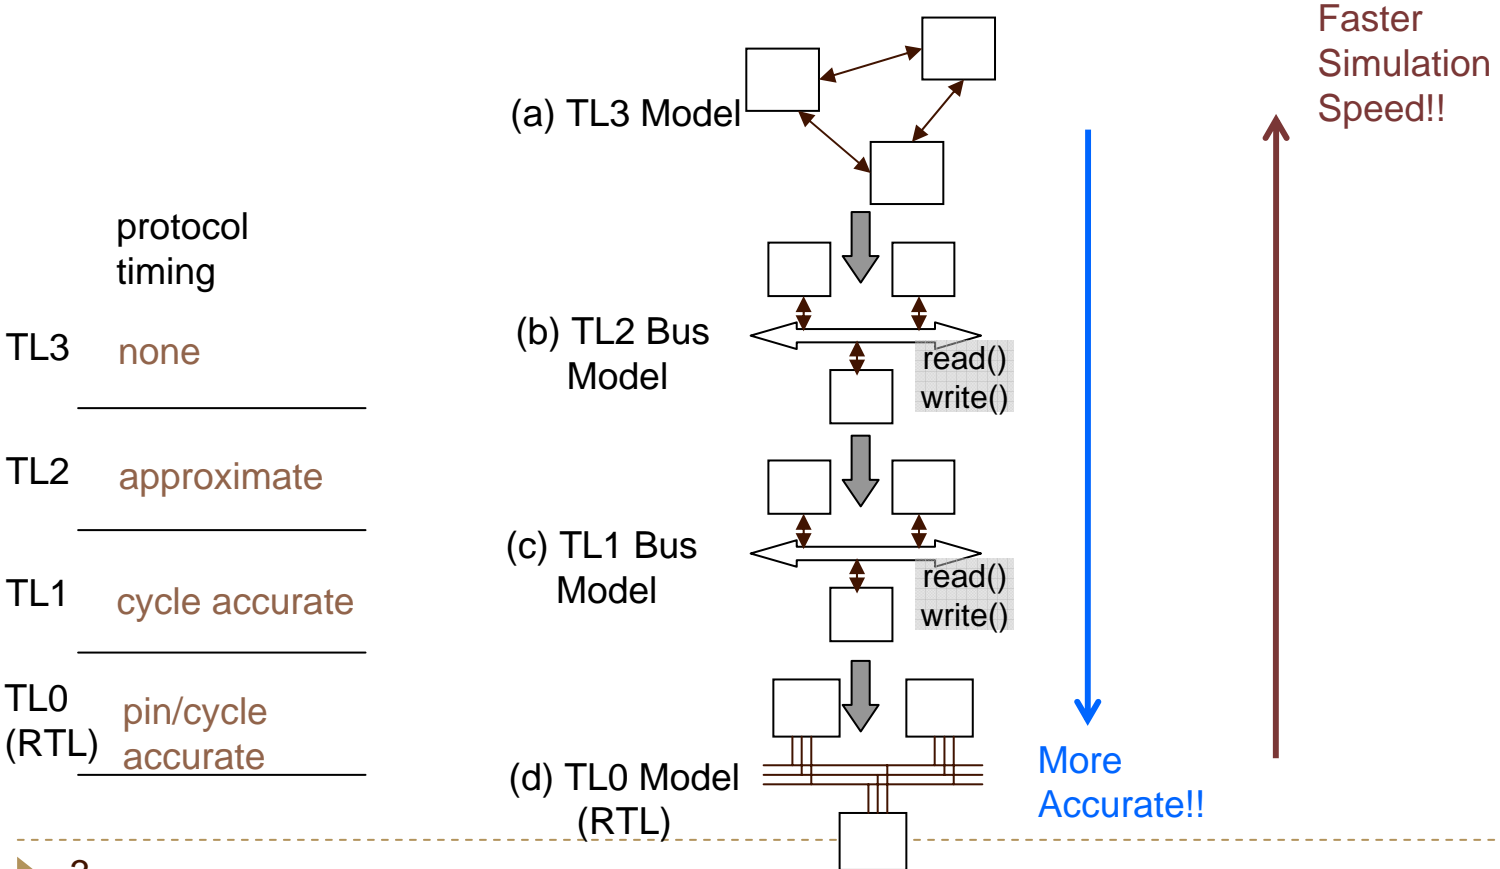 Faster
Simulation
Speed!!
(a) TL3 Model
protocol
timing
TL3
none
(b) TL2 Bus
Model
read()
write()
TL2
approximate
(c) TL1 Bus
Model
read()
write()
TL1
cycle accurate
TL0
(RTL)
pin/cycle
accurate
(d) TL0 Model
(RTL)
More
Accurate!!